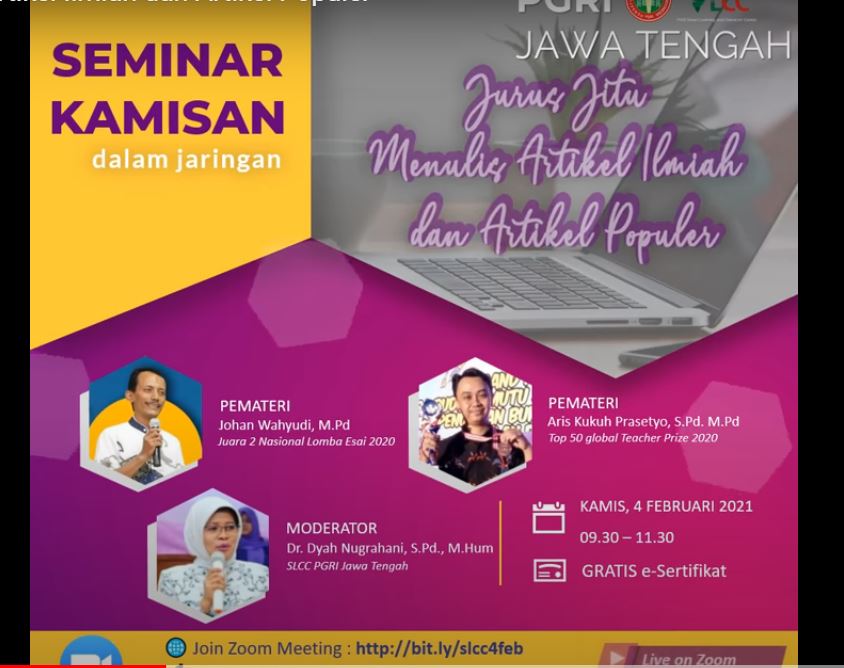 SEMINAR
KAMISAN
dalam jaringan
PGRI
SLCC
JAWA TENGAH
Jurus Jitu
Menulis Artikel Ilmiah
dan Artikel Populer
PEMATERI
Johan Wahyudi, M.Pd
Juara 2 Nasional Lomba Esai 2020
PEMATERI
Aris Kukuh Prasetyo, S.Pd. M.Pd
Top 50 global Teacher Prize 2020
MODERATOR
Dr. Dyah Nugrahani, S.Pd., M.Hum
SLCC PGRI Jawa Tengah
KAMIS, 4 FEBRUARI 2021
09.30 – 11.30
GRATIS e-Sertifikat
Join Zoom Meeting : http://bit.ly/slcc4feb
Live on Zoom